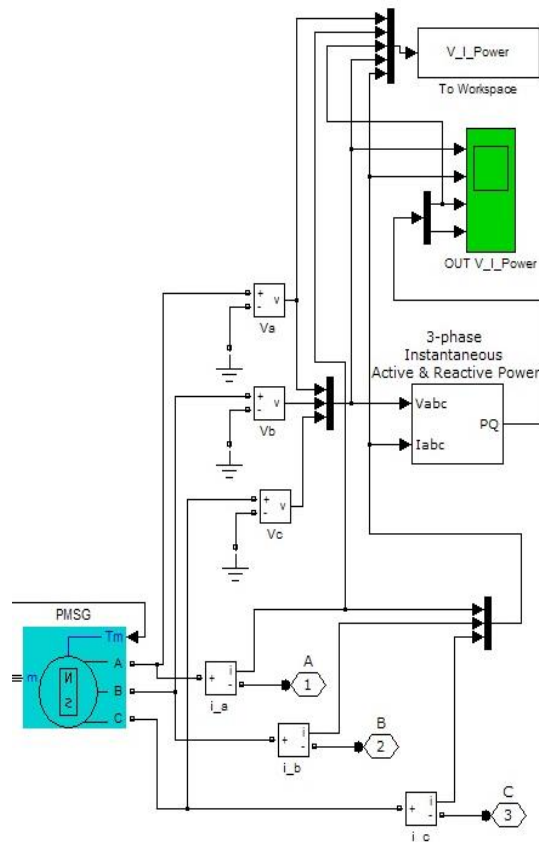 V_I_Power
To Workspace
OUT V_I_Power
+
-
v
Va
3-phase
Instantaneous
Active & Reactive Power
Vabc
Iabc
PQ
+
-
v
Vb
+
-
v
Vc
PMSG
Tm
m
N
S
A
B
C
+
i
-
i_a
A
1
+
i
-
i_b
B
2
+
i
-
i_c
C
3